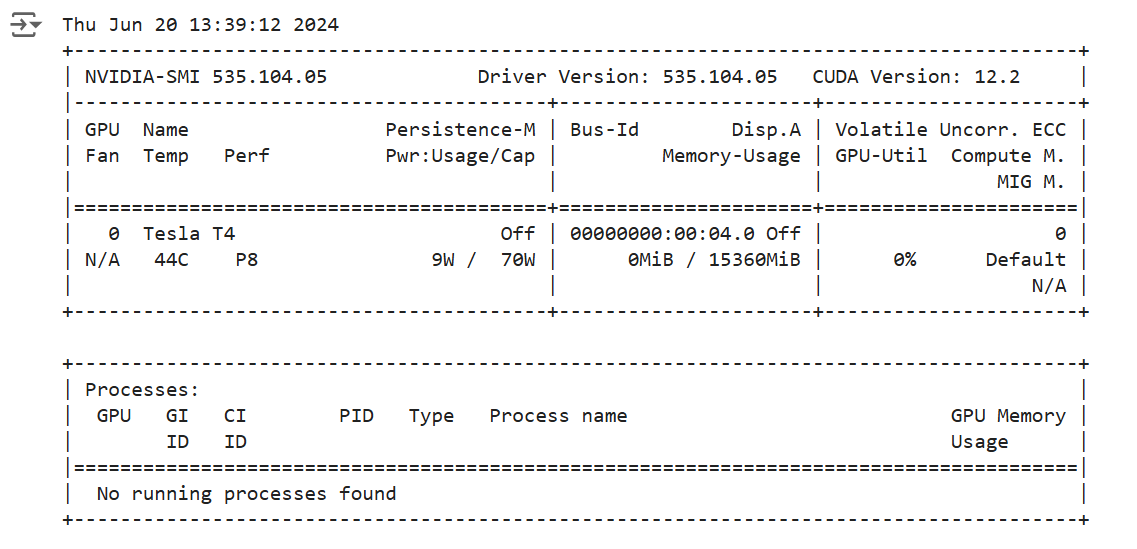 Thu Jun 20 13:39:12 2024
+---------------------------------------------------------------------------------------+
| NVIDIA-SMI 535.104.05             Driver Version: 535.104.05   CUDA Version: 12.2     |
|-----------------------------------------+----------------------+----------------------+
| GPU  Name                 Persistence-M | Bus-Id        Disp.A | Volatile Uncorr. ECC |
| Fan  Temp   Perf          Pwr:Usage/Cap |         Memory-Usage | GPU-Util  Compute M. |
|                                         |                      |               MIG M. |
|=========================================+======================+======================|
|   0  Tesla T4                       Off | 00000000:00:04.0 Off |                    0 |
| N/A   44C    P8               9W /  70W |      0MiB / 15360MiB |      0%      Default |
|                                         |                      |                  N/A |
+-----------------------------------------+----------------------+----------------------+

+---------------------------------------------------------------------------------------+
| Processes:                                                                            |
|  GPU   GI   CI        PID   Type   Process name                            GPU Memory |
|        ID   ID                                                             Usage      |
|=======================================================================================|
|  No running processes found                                                           |
+---------------------------------------------------------------------------------------+